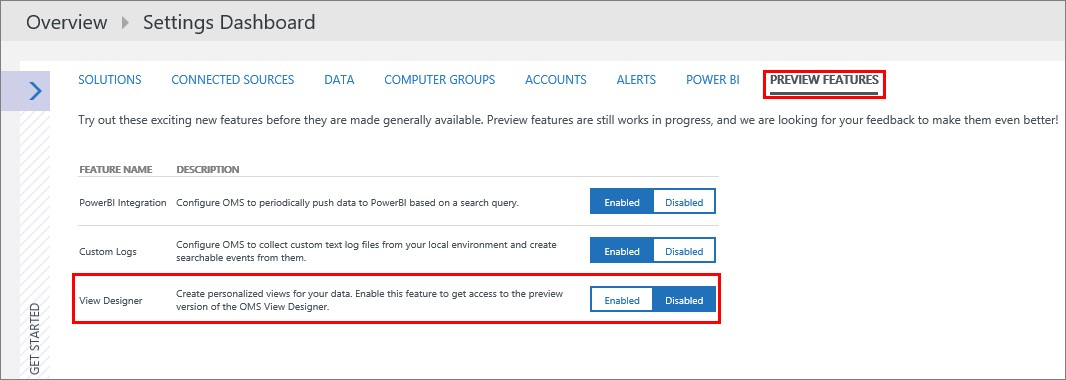 Overview Settings Dashboard
SOLUTIONS CONNECTED SOURCES DATA COMPUTER GROUPS ACCOUNTS ALERTS POWER BI PREVIEW FEATURES
Try out these exciting new features before they are made generally available. Preview features are still works in progress, and we are looking for your feedback to make them even better!
FEATURE NAME DESCRIPTION
PowerBI Integration Configure OMS to periodically push data to PowerBI based on a search query. Enabled Disabled
Custom Logs Configure OMS to collect custom text log files from your local environment and create
searchable events from them. Enabled Disabled
View Designer Create personalized views for your data. Enable this feature to get access to the preview
version of the OMS View Designer. Enabled Disabled
GET STARTED